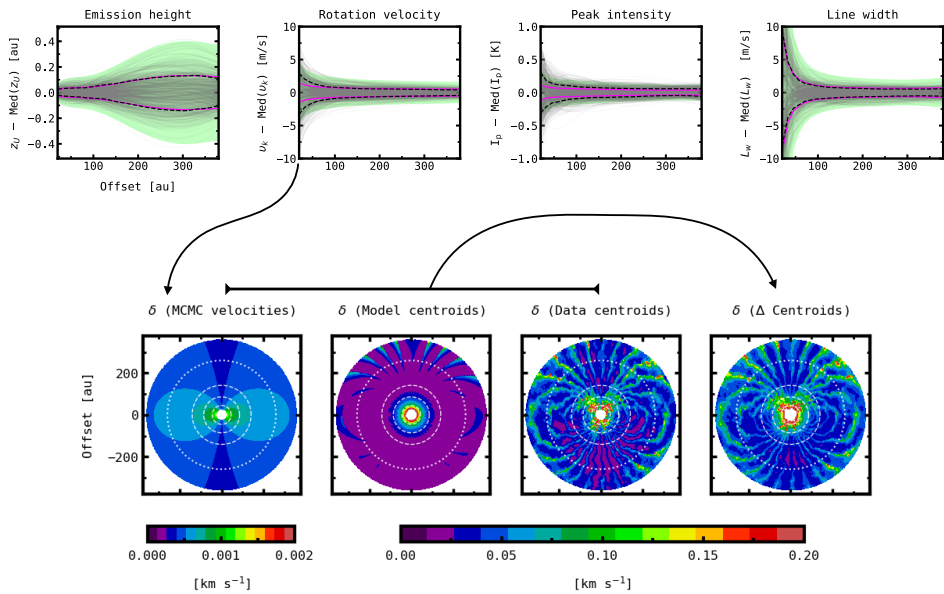 Emission height
Rotation velocity
Peak intensity
Line width
z_U − Med(z_U) [au]
0.4
0.2
0.0
−0.2
−0.4
100 200 300
Offset [au]
υ_k − Med(υ_k) [m/s]
10
5
0
−5
−10
100 200 300
I_p − Med(I_p) [K]
1.0
0.5
0.0
−0.5
−1.0
100 200 300
L_w − Med(L_w) [m/s]
10
5
0
−5
−10
100 200 300
δ (MCMC velocities)
δ (Model centroids)
δ (Data centroids)
δ (Δ Centroids)
Offset [au]
200
0
−200
0.000 0.001 0.002
[km s⁻¹]
0.00 0.05 0.10 0.15 0.20
[km s⁻¹]